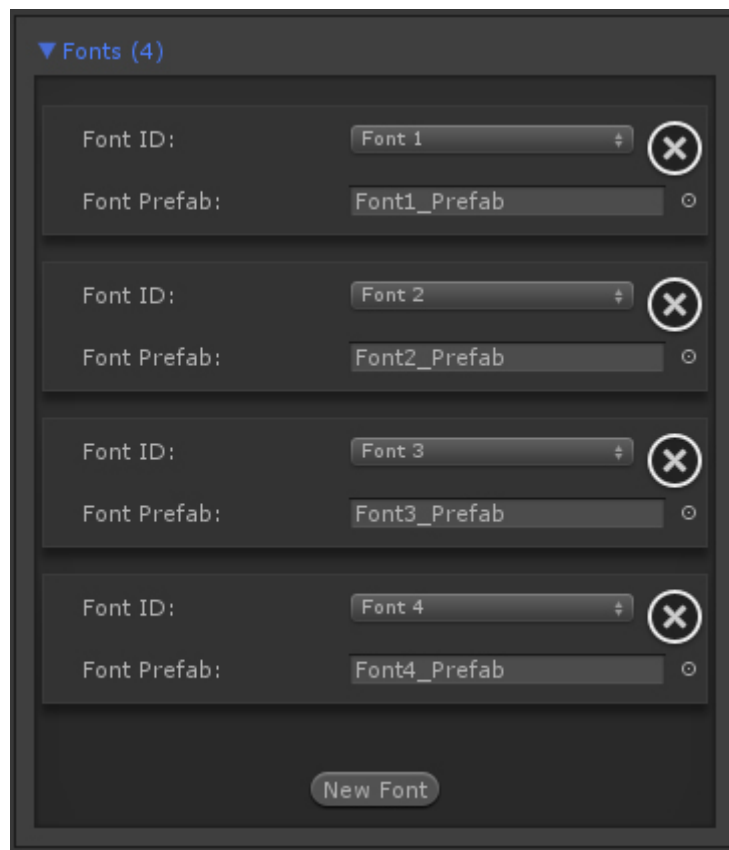 Fonts (4)
Font ID: Font 1
Font Prefab: Font1_Prefab
Font ID: Font 2
Font Prefab: Font2_Prefab
Font ID: Font 3
Font Prefab: Font3_Prefab
Font ID: Font 4
Font Prefab: Font4_Prefab
New Font